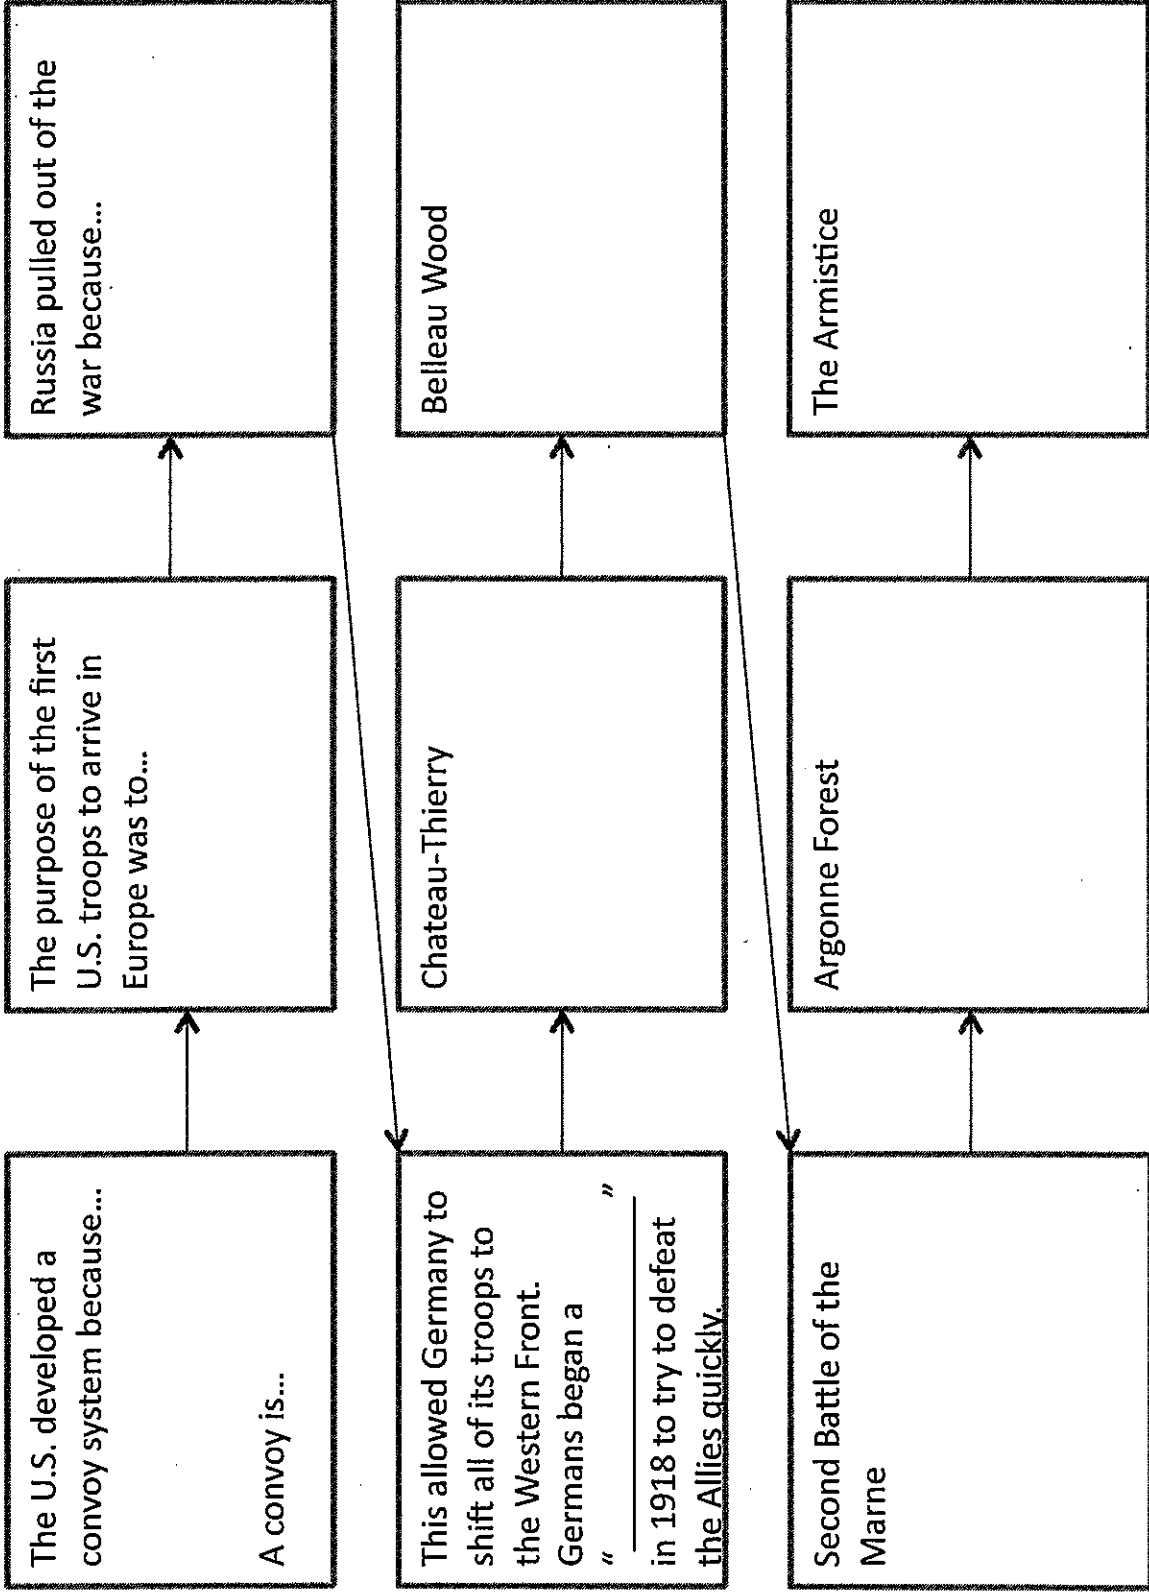 The U.S. developed a
convoy system because...
A convoy is...
The purpose of the first
U.S. troops to arrive in
Europe was to...
Russia pulled out of the
war because...
This allowed Germany to
shift all of its troops to
the Western Front.
Germans began a
“ ”
in 1918 to try to defeat
the Allies quickly.
Chateau-Thierry
Belleau Wood
Second Battle of the
Marne
Argonne Forest
The Armistice